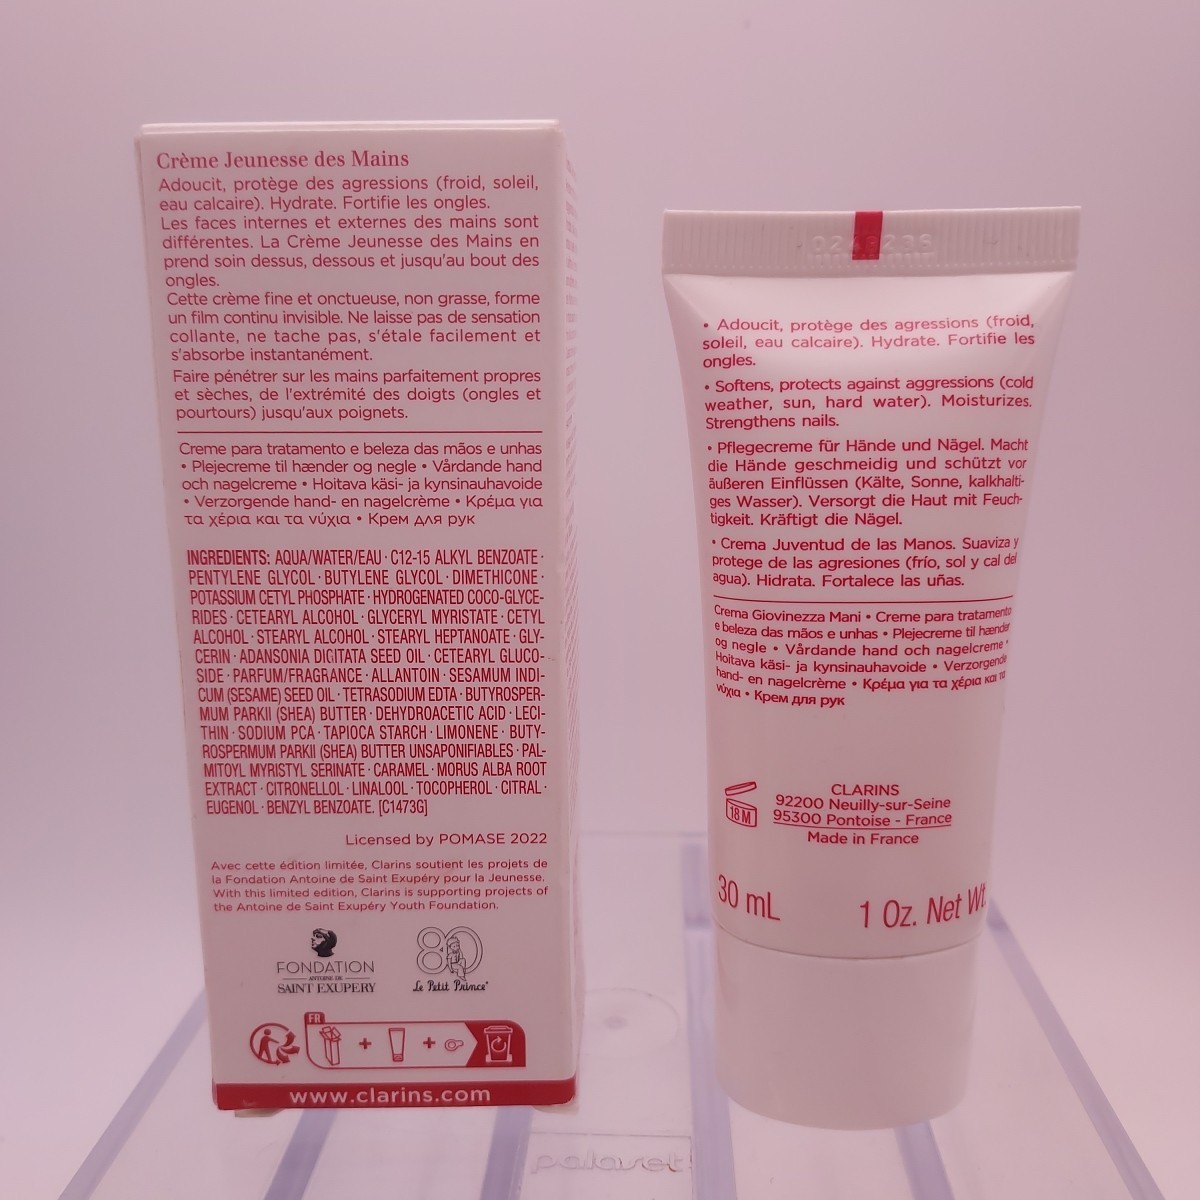 Crème Jeunesse des Mains
Adoucit, protège des agressions (froid, soleil,
eau calcaire). Hydrate. Fortifie les ongles.
Les faces internes et externes des mains sont
différentes. La Crème Jeunesse des Mains en
prend soin dessus, dessous et jusqu'au bout des
ongles.
Cette crème fine et onctueuse, non grasse, forme
un film continu invisible. Ne laisse pas de sensation
collante, ne tache pas, s'étale facilement et
s'absorbe instantanément.
Faire pénétrer sur les mains parfaitement propres
et sèches, de l'extrémité des doigts (ongles et
pourtours) jusqu'aux poignets.
Creme para tratamento e beleza das mãos e unhas
• Plejecreme til hænder og negle • Vårdande hand
och nagelcreme • Hoitava käsi- ja kynsinauhavoide
• Verzorgende hand- en nagelcrème • Κρέμα για
τα χέρια και τα νύχια • Крем для рук
INGREDIENTS: AQUA/WATER/EAU · C12-15 ALKYL BENZOATE ·
PENTYLENE GLYCOL · BUTYLENE GLYCOL · DIMETHICONE ·
POTASSIUM CETYL PHOSPHATE · HYDROGENATED COCO-GLYCE-
RIDES · CETEARYL ALCOHOL · GLYCERYL MYRISTATE · CETYL
ALCOHOL · STEARYL ALCOHOL · STEARYL HEPTANOATE · GLY-
CERIN · ADANSONIA DIGITATA SEED OIL · CETEARYL GLUCO-
SIDE · PARFUM/FRAGRANCE · ALLANTOIN · SESAMUM INDI-
CUM (SESAME) SEED OIL · TETRASODIUM EDTA · BUTYROSPER-
MUM PARKII (SHEA) BUTTER · DEHYDROACETIC ACID · LECI-
THIN · SODIUM PCA · TAPIOCA STARCH · LIMONENE · BUTY-
ROSPERMUM PARKII (SHEA) BUTTER UNSAPONIFIABLES · PAL-
MITOYL MYRISTYL SERINATE · CARAMEL · MORUS ALBA ROOT
EXTRACT · CITRONELLOL · LINALOOL · TOCOPHEROL · CITRAL ·
EUGENOL · BENZYL BENZOATE. [C1473G]
Licensed by POMASE 2022
Avec cette édition limitée, Clarins soutient les projets de
la Fondation Antoine de Saint Exupéry pour la Jeunesse.
With this limited edition, Clarins is supporting projects of
the Antoine de Saint Exupéry Youth Foundation.
FONDATION
ANTOINE DE
SAINT EXUPERY
80
Le Petit Prince
FR
+ +
www.clarins.com
• Adoucit, protège des agressions (froid,
soleil, eau calcaire). Hydrate. Fortifie les
ongles.
• Softens, protects against aggressions (cold
weather, sun, hard water). Moisturizes.
Strengthens nails.
• Pflegecreme für Hände und Nägel. Macht
die Hände geschmeidig und schützt vor
äußeren Einflüssen (Kälte, Sonne, kalkhalti-
ges Wasser). Versorgt die Haut mit Feuch-
tigkeit. Kräftigt die Nägel.
• Crema Juventud de las Manos. Suaviza y
protege de las agresiones (frío, sol y cal del
agua). Hidrata. Fortalece las uñas.
Crema Giovinezza Mani • Creme para tratamento
e beleza das mãos e unhas • Plejecreme til hænder
og negle • Vårdande hand och nagelcreme •
Hoitava käsi- ja kynsinauhavoide • Verzorgende
hand- en nagelcrème • Κρέμα για τα χέρια και τα
νύχια • Крем для рук
18 M
CLARINS
92200 Neuilly-sur-Seine
95300 Pontoise - France
Made in France
30 mL
1 Oz. Net Wt.
palaset